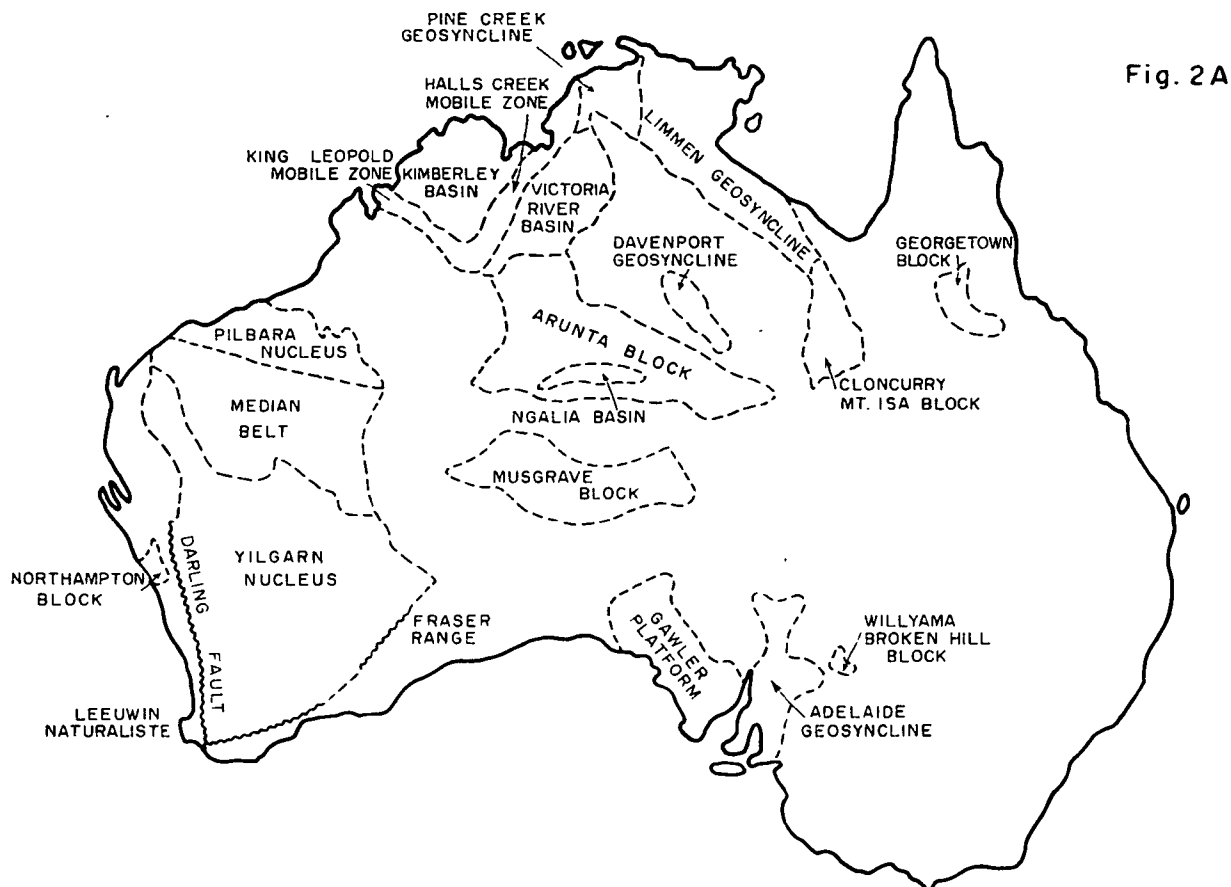 PINE CREEK
GEOSYNCLINE
Fig. 2A
HALLS CREEK
MOBILE ZONE
LIMMEN GEOSYNCLINE
KING LEOPOLD
MOBILE ZONE
KIMBERLEY
BASIN
VICTORIA
RIVER
BASIN
DAVENPORT
GEOSYNCLINE
GEORGETOWN
BLOCK
PILBARA
NUCLEUS
ARUNTA BLOCK
CLONCURRY
MT. ISA BLOCK
MEDIAN
BELT
NGALIA BASIN
MUSGRAVE
BLOCK
DARLING FAULT
YILGARN
NUCLEUS
NORTHAMPTON
BLOCK
FRASER
RANGE
GAWLER
PLATFORM
WILLYAMA
BROKEN HILL
BLOCK
LEEUWIN
NATURALISTE
ADELAIDE
GEOSYNCLINE